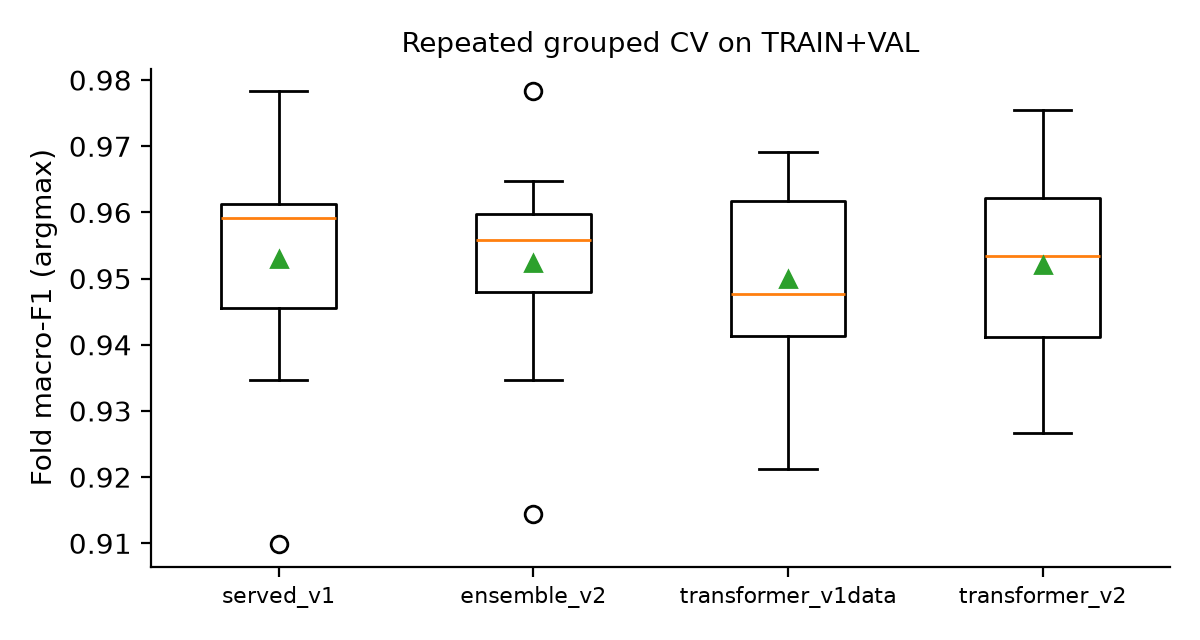 Repeated grouped CV on TRAIN+VAL
Fold macro-F1 (argmax)
0.98
0.97
0.96
0.95
0.94
0.93
0.92
0.91
served_v1
ensemble_v2
transformer_v1data
transformer_v2